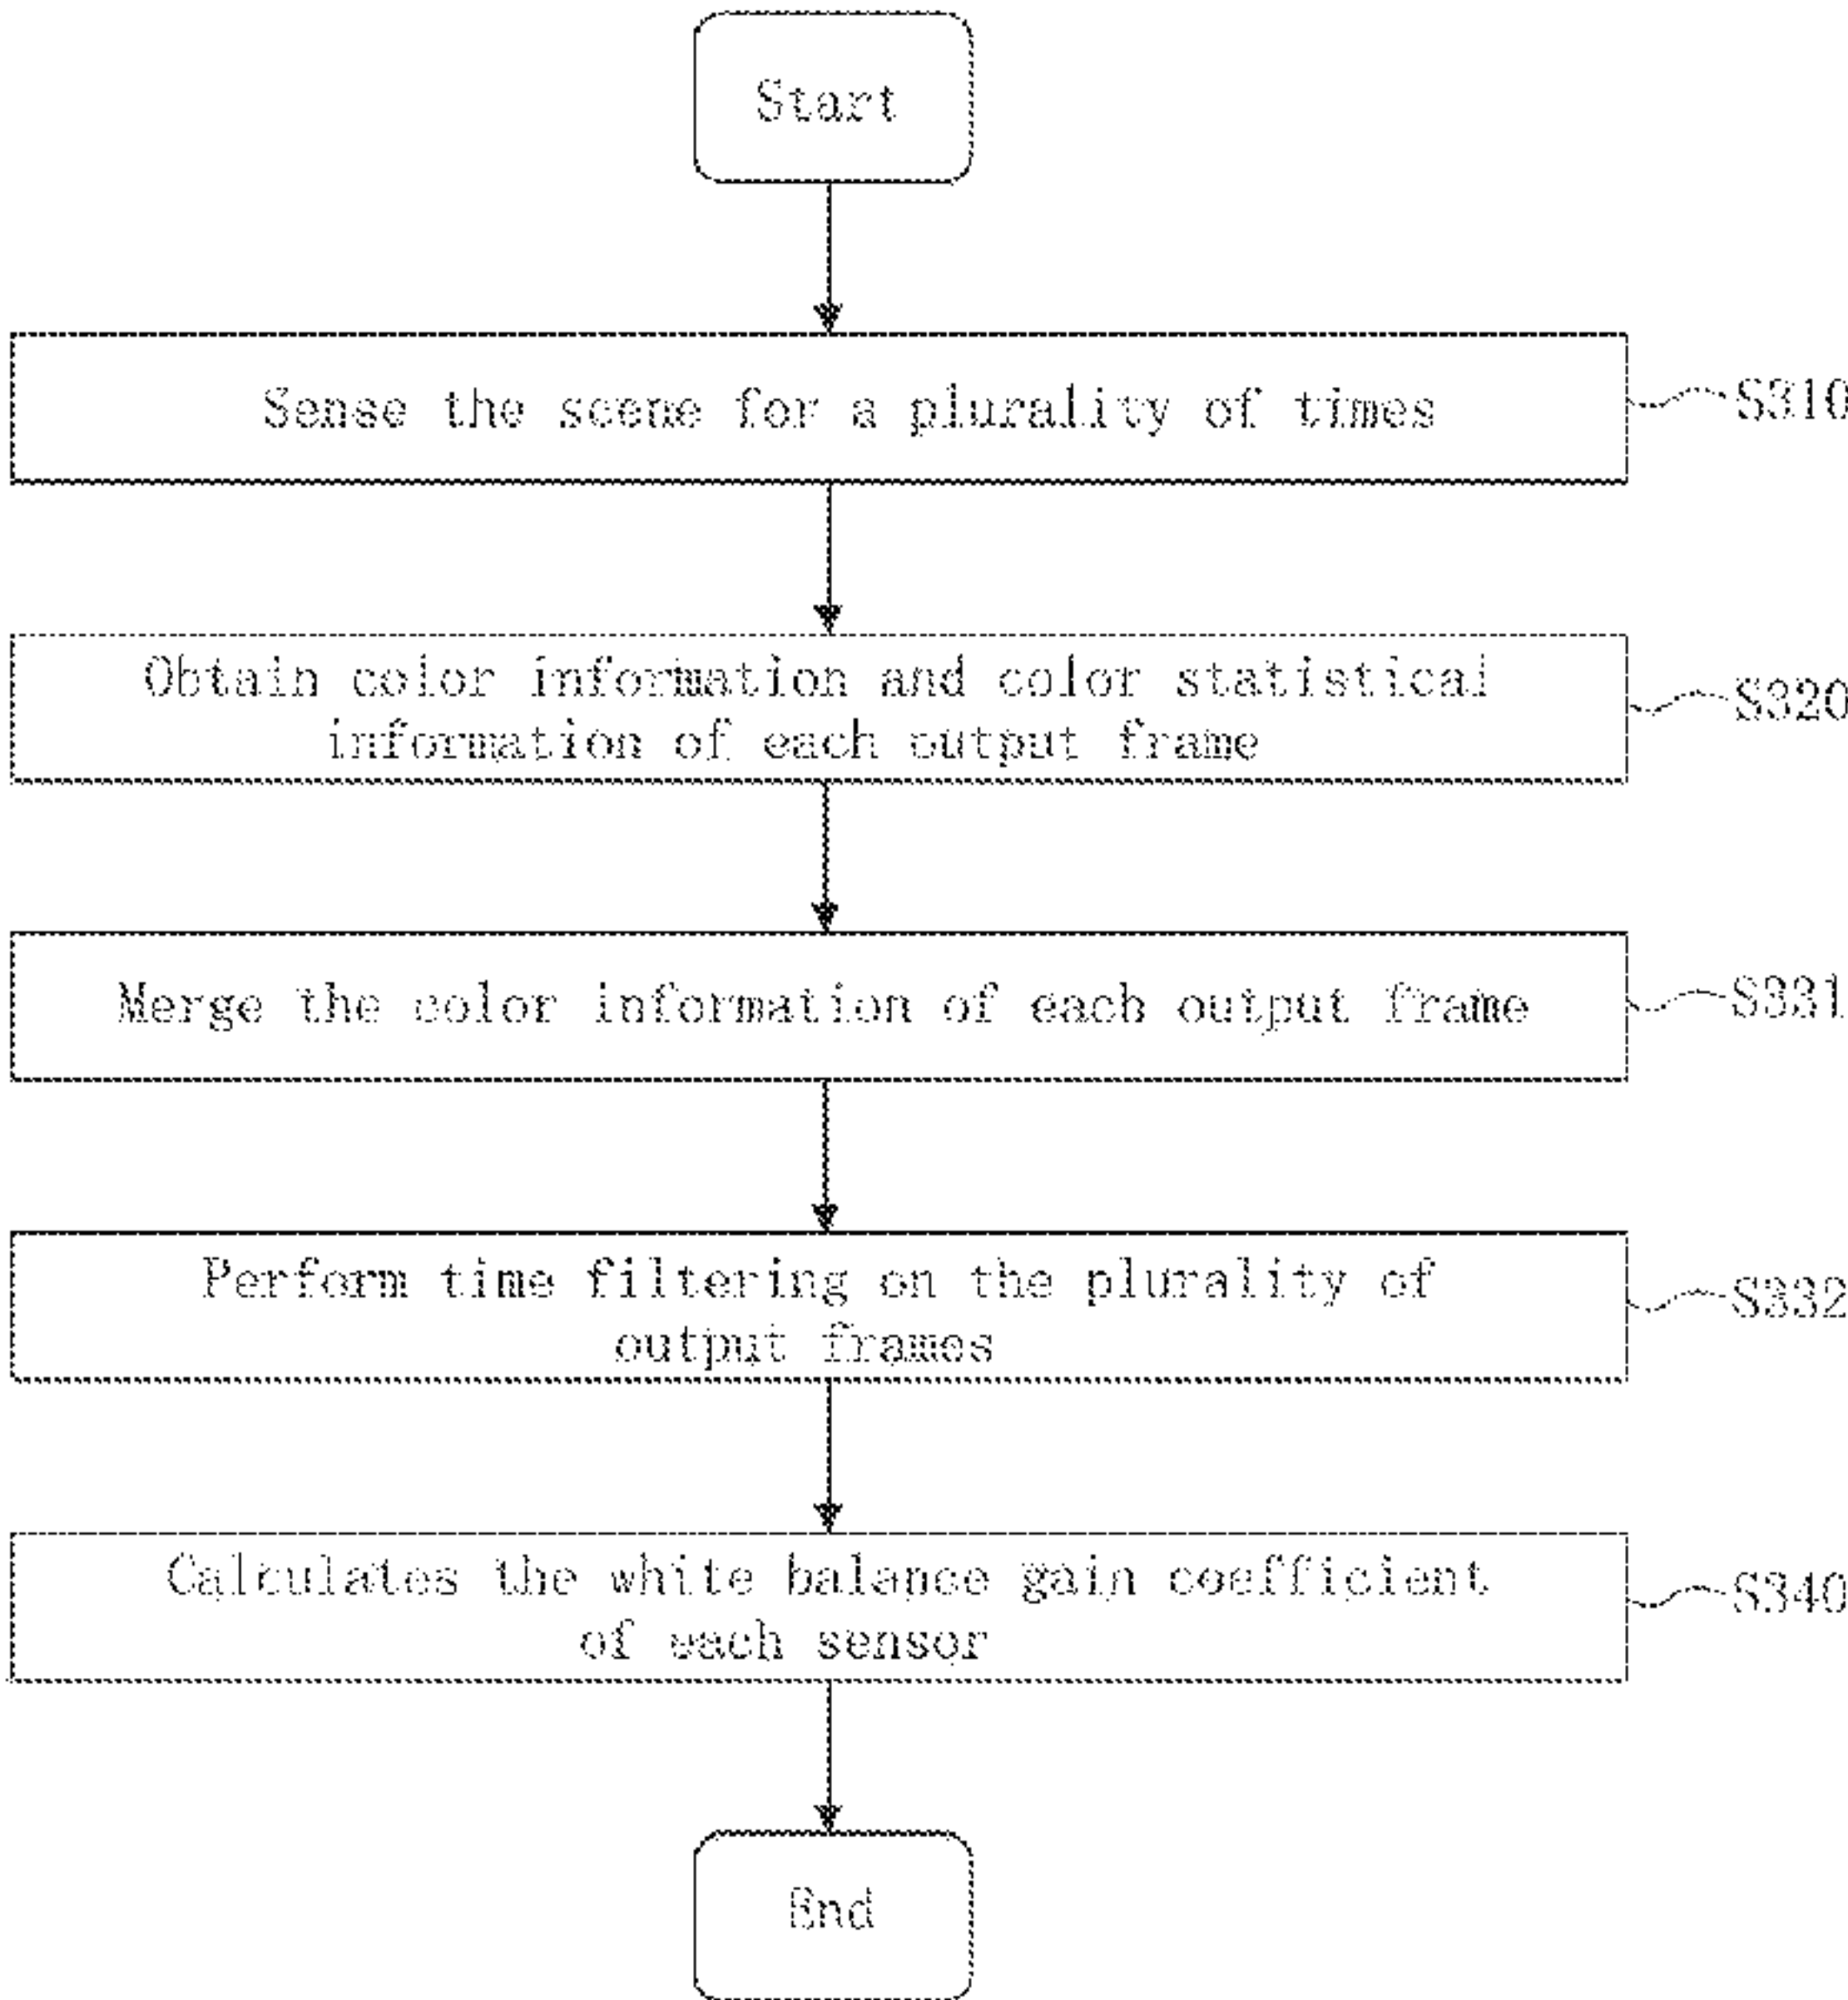 Start
Sense the scene for a plurality of times
S310
Obtain color information and color statistical
information of each output frame
S320
Merge the color information of each output frame
S331
Perform time filtering on the plurality of
output frames
S332
Calculates the white balance gain coefficient
of each sensor
S340
End